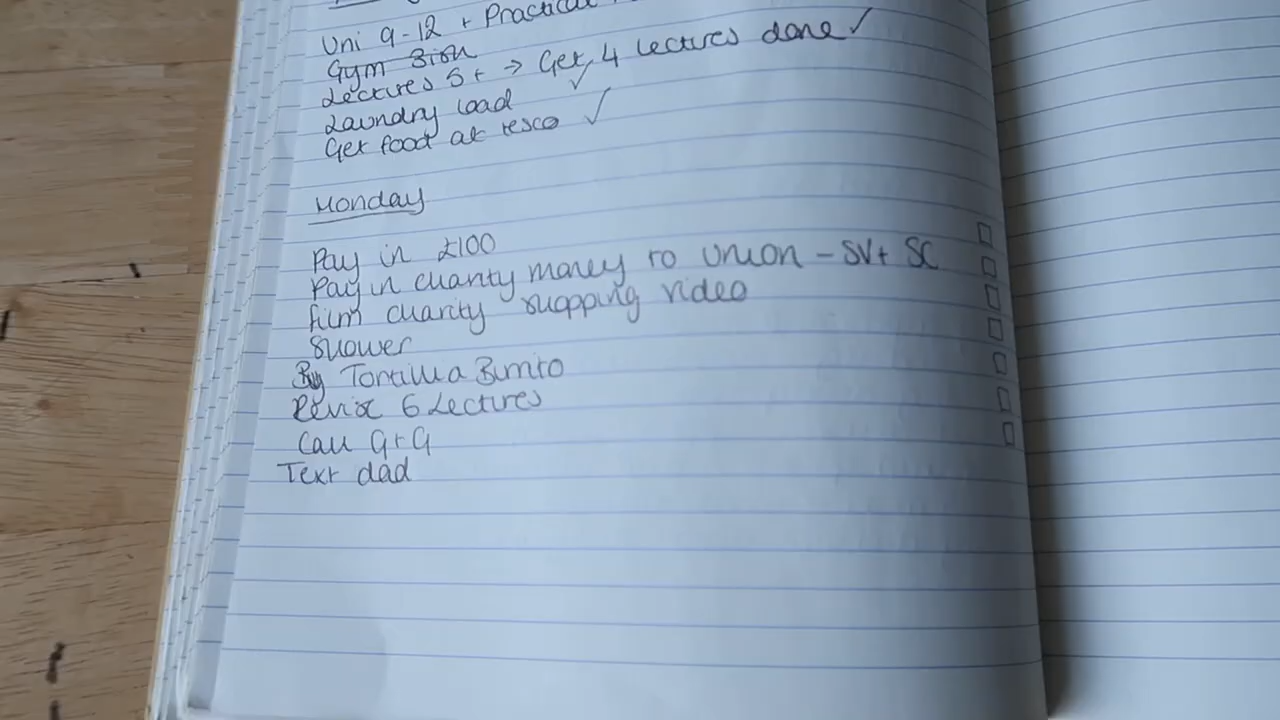 Uni 9-12 + Practical
Gym
Lectures 5+ → Get 4 Lectures done ✓
Laundry Load ✓
Get food at tesco ✓
Monday
Pay in £100
Pay in charity money to union - SV+ SC
Film charity shopping video
Shower
By Tortilla Burrito
Revise 6 Lectures
Call G+G
Text dad